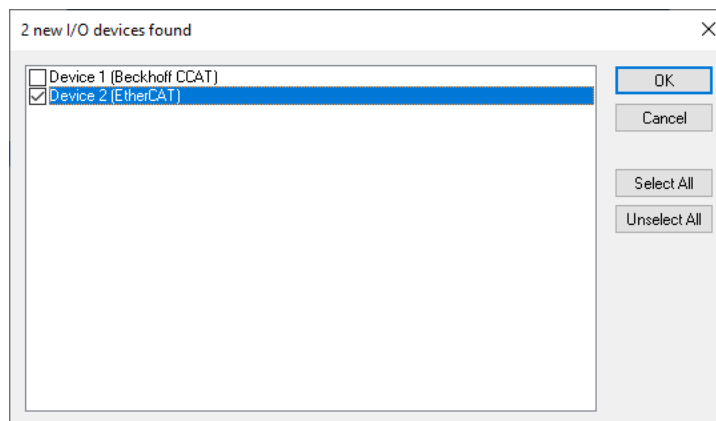 2 new I/O devices found
Device 1 (Beckhoff CCAT)
Device 2 (EtherCAT)
OK
Cancel
Select All
Unselect All